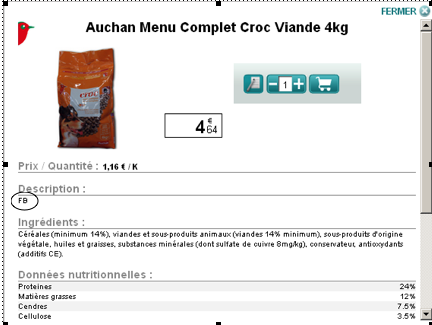 FERMER
Auchan Menu Complet Croc Viande 4kg
1
4 € 64
Prix / Quantité : 1,16 € / K
Description :
FB
Ingrédients :
Céréales (minimum 14%), viandes et sous-produits animaux (viandes 14% minimum), sous-produits d'origine
végétale, huiles et graisses, substances minérales (dont sulfate de cuivre 8mg/kg), conservateur, antioxydants
(additifs CE).
Données nutritionnelles :
Proteines 24%
Matières grasses 12%
Cendres 7.5%
Cellulose 3.5%